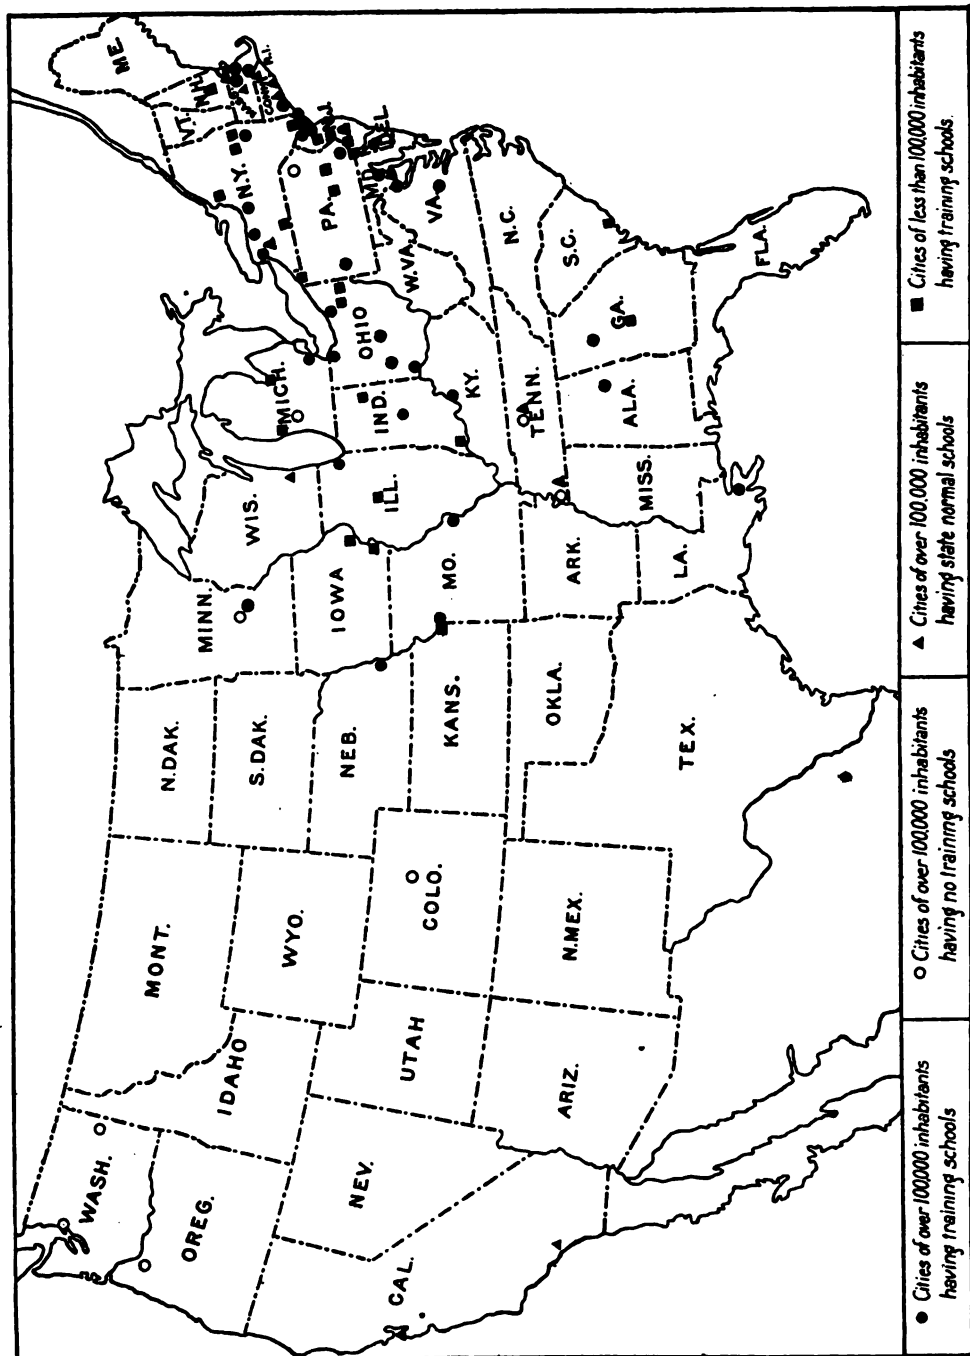 WASH.
OREG.
CAL.
NEV.
IDAHO
MONT.
WYO.
UTAH
COLO.
ARIZ.
N.MEX.
N.DAK.
S.DAK.
NEB.
KANS.
OKLA.
TEX.
MINN.
IOWA
MO.
ARK.
LA.
WIS.
ILL.
MICH.
IND.
OHIO
KY.
TENN.
MISS.
ALA.
GA.
FLA.
S.C.
N.C.
VA.
W.VA.
MD.
DEL.
PA.
N.J.
N.Y.
CONN.
R.I.
VT.
N.H.
ME.
Cities of over 100,000 inhabitants
having training schools
Cities of over 100,000 inhabitants
having no training schools
Cities of over 100,000 inhabitants
having state normal schools
Cities of less than 100,000 inhabitants
having training schools.